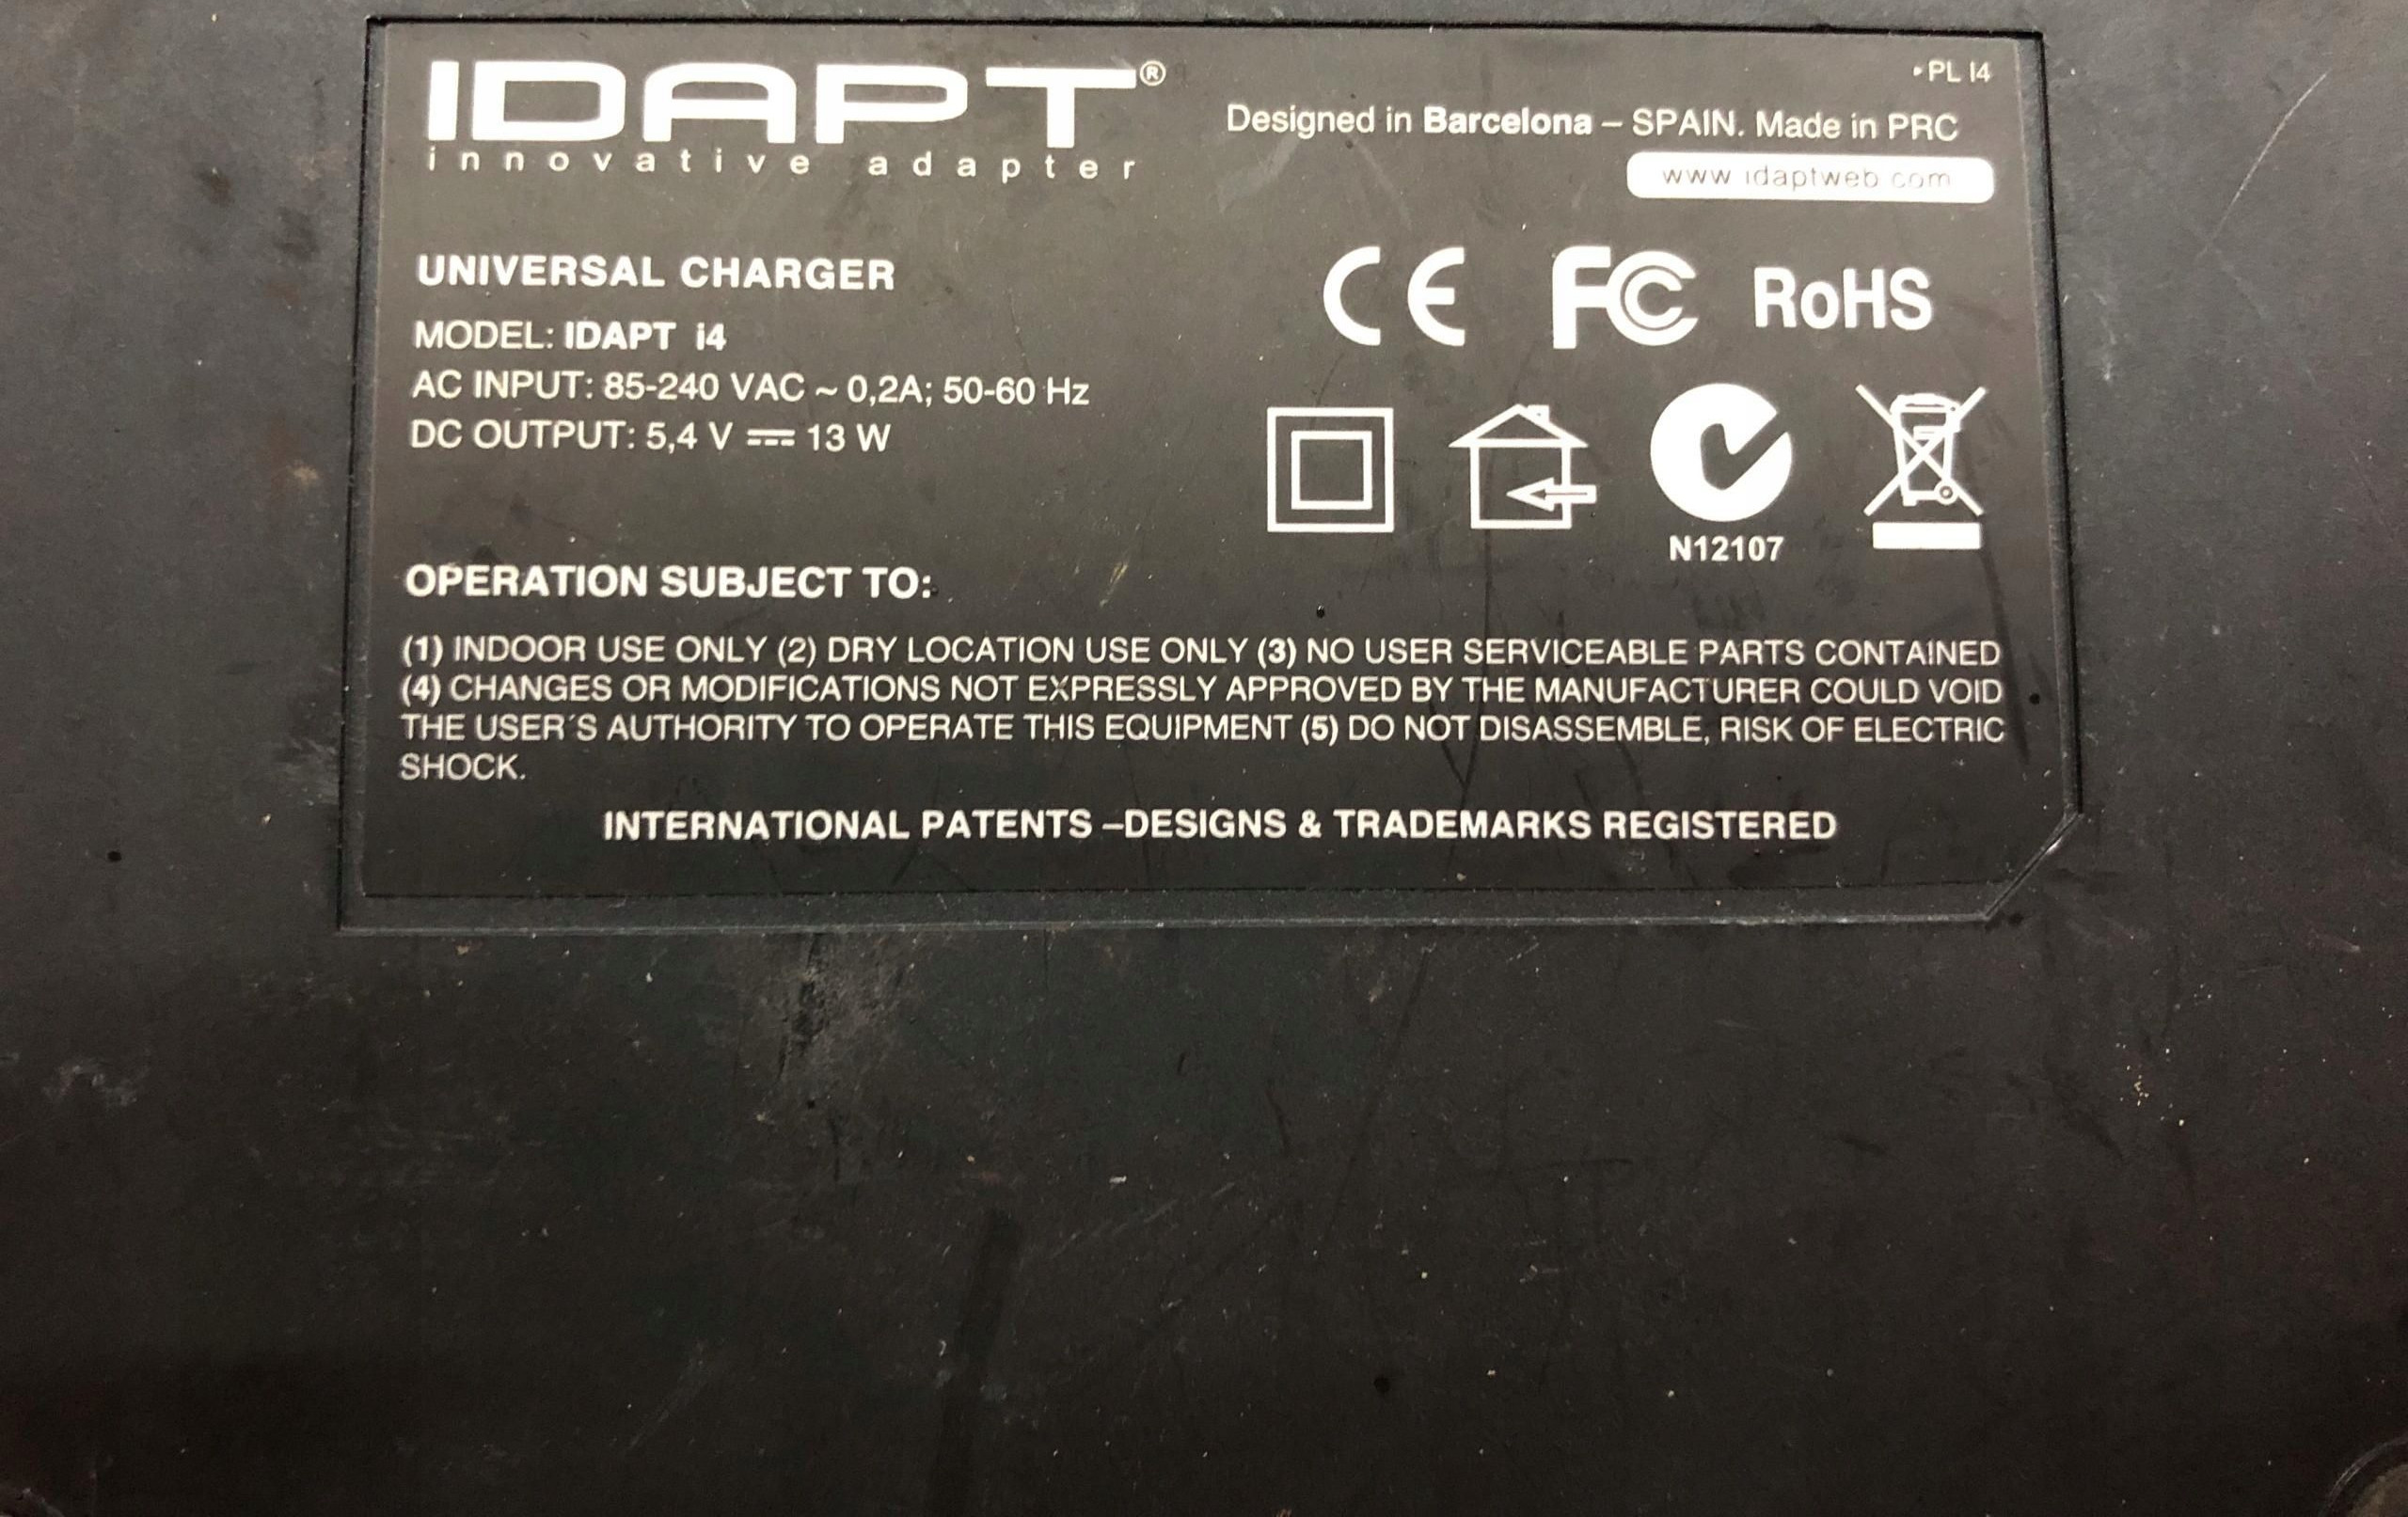 IDAPT®
innovative adapter
• PL I4
Designed in Barcelona – SPAIN. Made in PRC
www idaptweb com
UNIVERSAL CHARGER
MODEL: IDAPT i4
AC INPUT: 85-240 VAC ~ 0,2A; 50-60 Hz
DC OUTPUT: 5,4 V ⎓ 13 W
CE FC RoHS
N12107
OPERATION SUBJECT TO:
(1) INDOOR USE ONLY (2) DRY LOCATION USE ONLY (3) NO USER SERVICEABLE PARTS CONTAINED
(4) CHANGES OR MODIFICATIONS NOT EXPRESSLY APPROVED BY THE MANUFACTURER COULD VOID
THE USER´S AUTHORITY TO OPERATE THIS EQUIPMENT (5) DO NOT DISASSEMBLE, RISK OF ELECTRIC
SHOCK.
INTERNATIONAL PATENTS –DESIGNS & TRADEMARKS REGISTERED